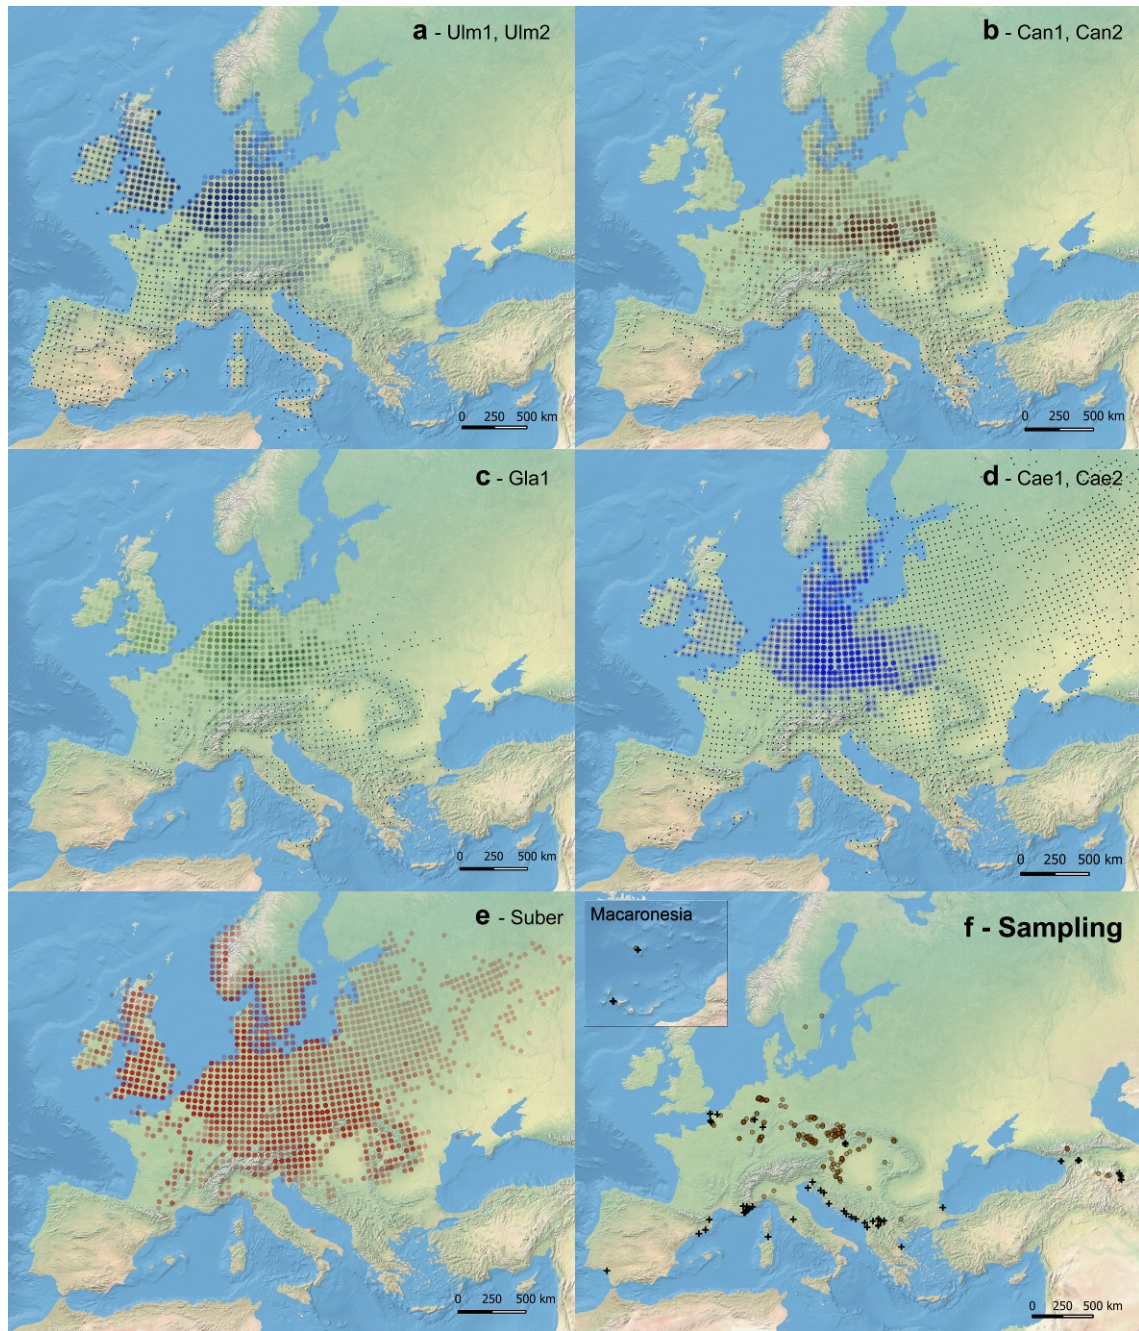 a - Ulm1, Ulm2
0 250 500 km
b - Can1, Can2
0 250 500 km
c - Gla1
0 250 500 km
d - Cae1, Cae2
0 250 500 km
e - Suber
0 250 500 km
Macaronesia
f - Sampling
0 250 500 km